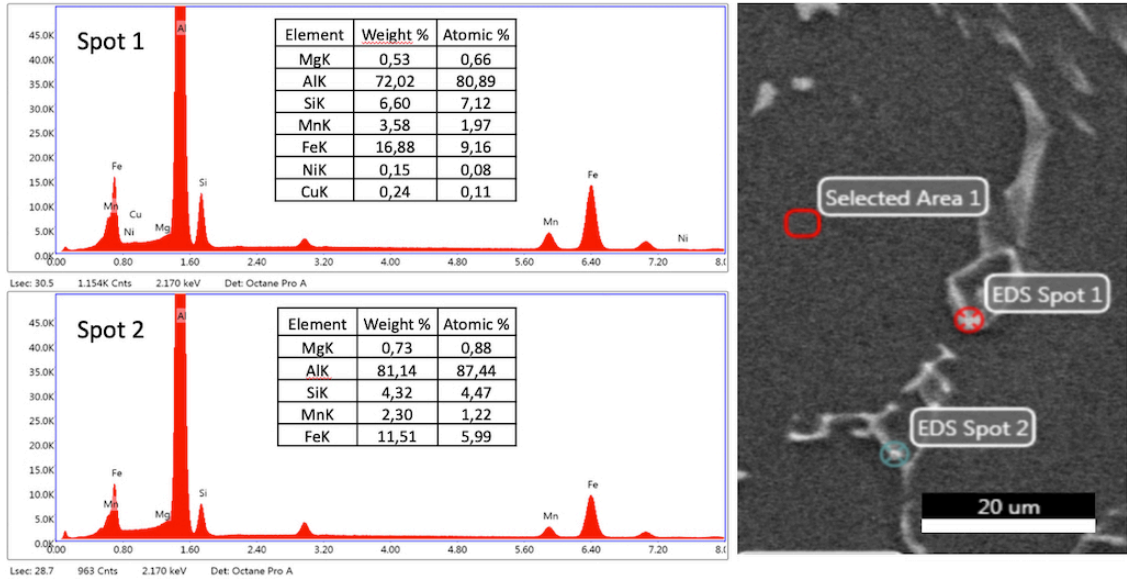 Spot 1
Element Weight % Atomic %
MgK 0,53 0,66
AlK 72,02 80,89
SiK 6,60 7,12
MnK 3,58 1,97
FeK 16,88 9,16
NiK 0,15 0,08
CuK 0,24 0,11
45.0K
40.0K
35.0K
30.0K
25.0K
20.0K
15.0K
10.0K
5.0K
0.0K
Al
Fe
Mn
Cu
Ni
Mg
Si
Mn
Fe
Ni
0.00 0.80 1.60 2.40 3.20 4.00 4.80 5.60 6.40 7.20 8.0
Lsec: 30.5 1.154K Cnts 2.170 keV Det: Octane Pro A
Spot 2
Element Weight % Atomic %
MgK 0,73 0,88
AlK 81,14 87,44
SiK 4,32 4,47
MnK 2,30 1,22
FeK 11,51 5,99
45.0K
40.0K
35.0K
30.0K
25.0K
20.0K
15.0K
10.0K
5.0K
0.0K
Al
Fe
Mn
Mg
Si
Mn
Fe
0.00 0.80 1.60 2.40 3.20 4.00 4.80 5.60 6.40 7.20 8.0
Lsec: 28.7 963 Cnts 2.170 keV Det: Octane Pro A
Selected Area 1
EDS Spot 1
EDS Spot 2
20 um